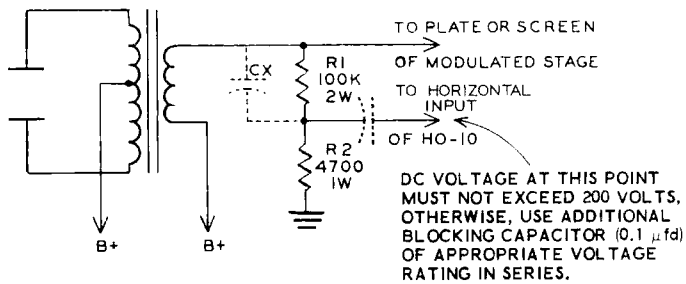 TO PLATE OR SCREEN
OF MODULATED STAGE
CX
R1
100K
2W
TO HORIZONTAL
INPUT
OF HO-10
R2
4700
1W
DC VOLTAGE AT THIS POINT
MUST NOT EXCEED 200 VOLTS,
OTHERWISE, USE ADDITIONAL
BLOCKING CAPACITOR (0.1 μfd)
OF APPROPRIATE VOLTAGE
RATING IN SERIES.
B+
B+